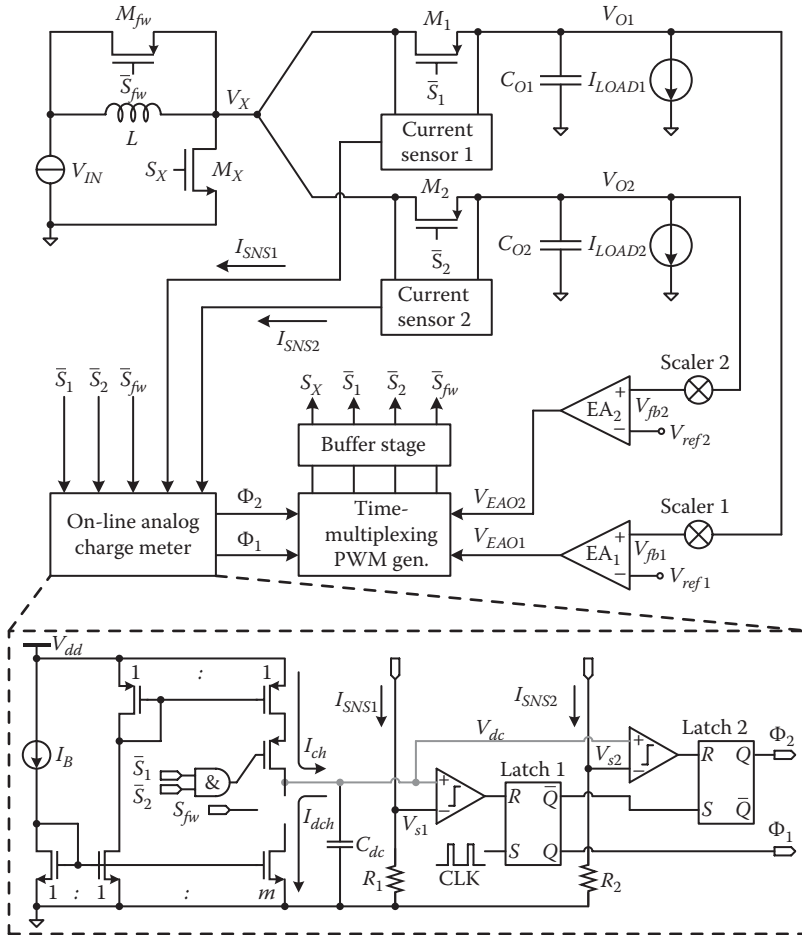 M_fw
S̅_fw
V_X
L
V_IN
S_X
M_X
M_1
S̅_1
Current
sensor 1
V_O1
C_O1
I_LOAD1
M_2
S̅_2
Current
sensor 2
V_O2
C_O2
I_LOAD2
I_SNS1
I_SNS2
S̅_1 S̅_2 S̅_fw
S_X S̅_1 S̅_2 S̅_fw
Buffer stage
On-line analog
charge meter
Φ_2
Φ_1
Time-
multiplexing
PWM gen.
V_EAO2
V_EAO1
EA_2
+
−
Scaler 2
V_fb2
V_ref2
EA_1
+
−
Scaler 1
V_fb1
V_ref1
V_dd
1 : 1
I_B
S̅_1
S̅_2
&
S_fw
I_ch
I_dch
C_dc
1 : 1 : m
I_SNS1
V_s1
R_1
+
−
CLK
Latch 1
R Q̅
S Q
V_dc
I_SNS2
V_s2
R_2
+
−
Latch 2
R Q
S Q̅
Φ_2
Φ_1